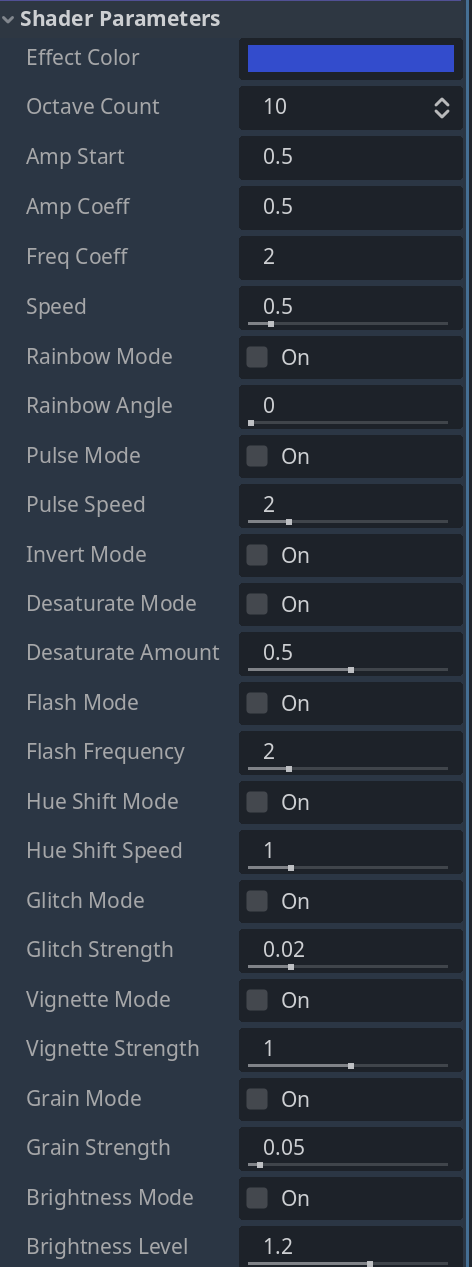 Shader Parameters
Effect Color
Octave Count 10
Amp Start 0.5
Amp Coeff 0.5
Freq Coeff 2
Speed 0.5
Rainbow Mode On
Rainbow Angle 0
Pulse Mode On
Pulse Speed 2
Invert Mode On
Desaturate Mode On
Desaturate Amount 0.5
Flash Mode On
Flash Frequency 2
Hue Shift Mode On
Hue Shift Speed 1
Glitch Mode On
Glitch Strength 0.02
Vignette Mode On
Vignette Strength 1
Grain Mode On
Grain Strength 0.05
Brightness Mode On
Brightness Level 1.2